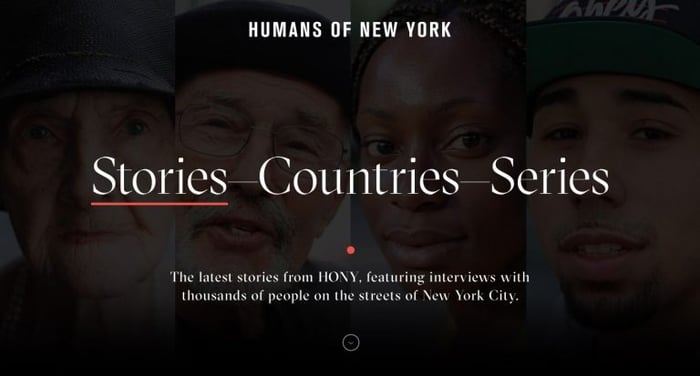 HUMANS OF NEW YORK
Stories—Countries—Series
The latest stories from HONY, featuring interviews with
thousands of people on the streets of New York City.